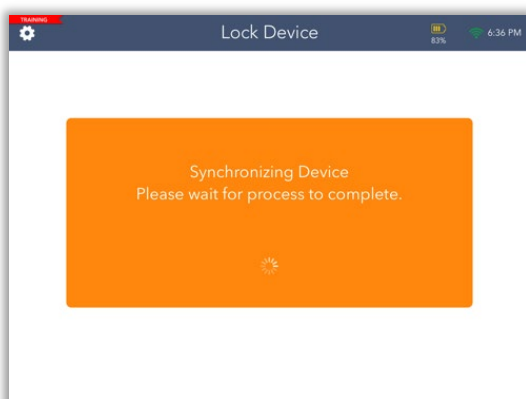 TRAINING
Lock Device
83%
6:36 PM
Synchronizing Device
Please wait for process to complete.